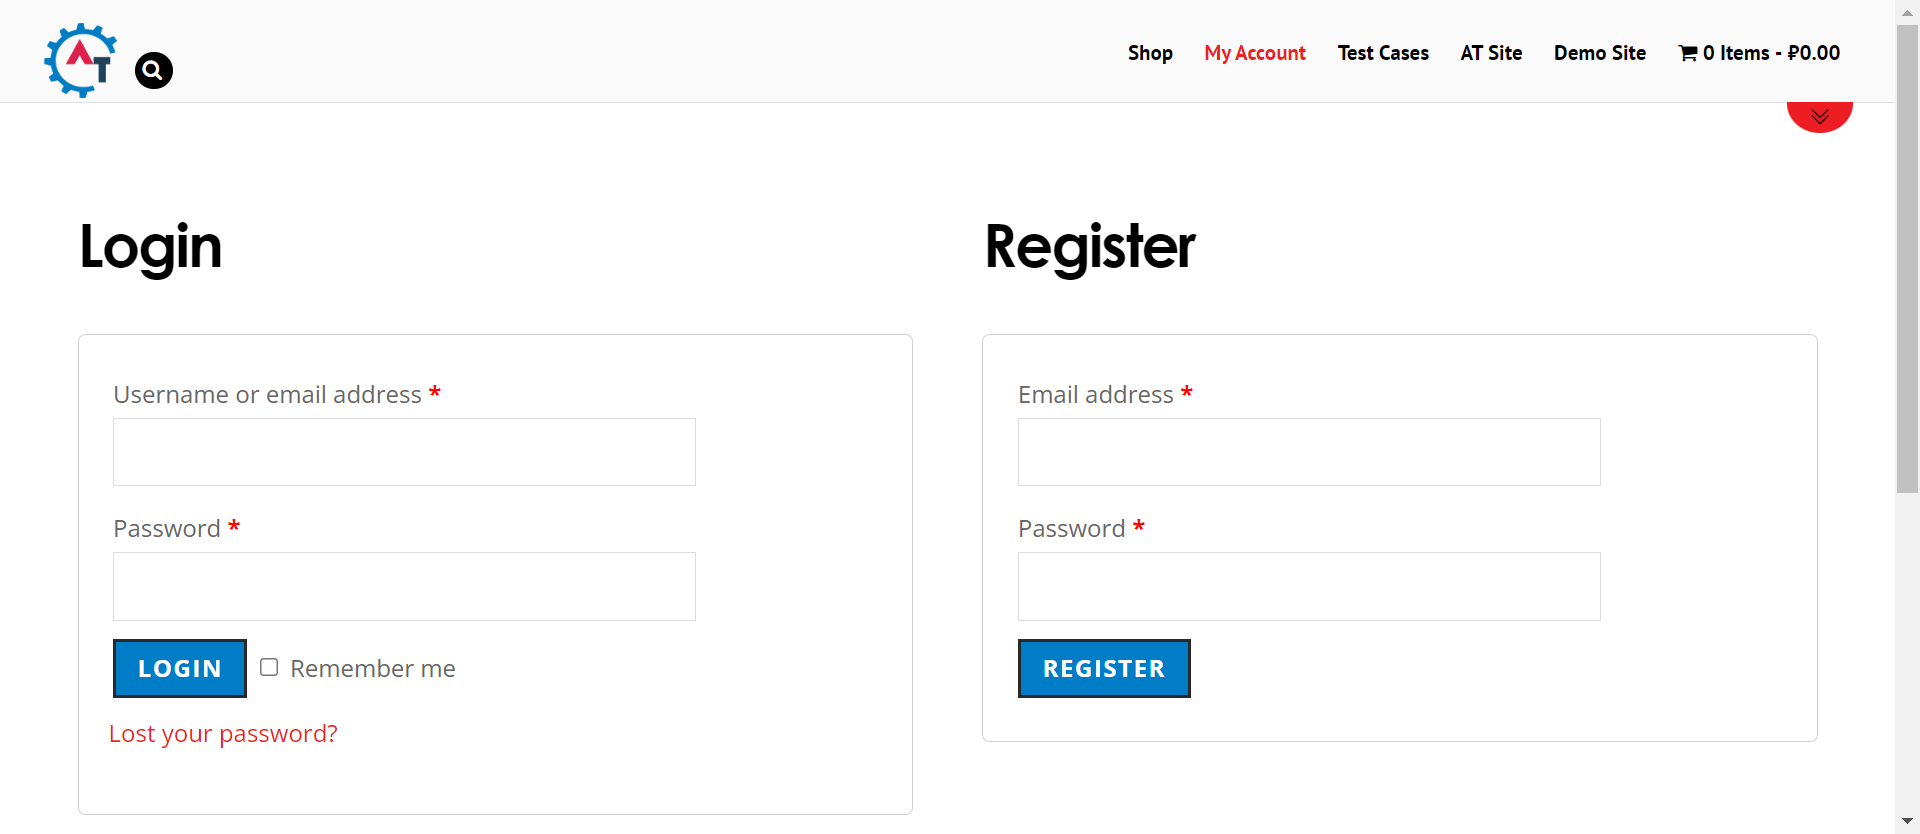 AT
Shop My Account Test Cases AT Site Demo Site 0 Items - ₽0.00
Login
Register
Username or email address *
Password *
LOGIN Remember me
Lost your password?
Email address *
Password *
REGISTER